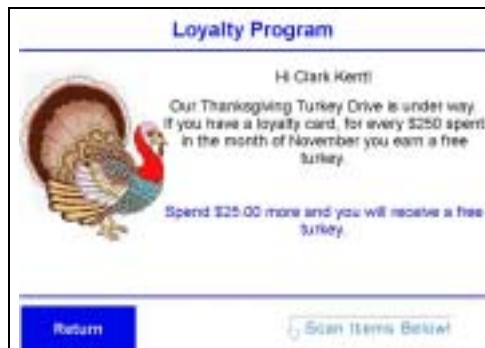 Loyalty Program
Hi Clark Kent!
Our Thanksgiving Turkey Drive is under way.
If you have a loyalty card, for every $250 spent
in the month of November you earn a free
turkey.
Spend $25.00 more and you will receive a free
turkey.
Return
Scan Items Below!